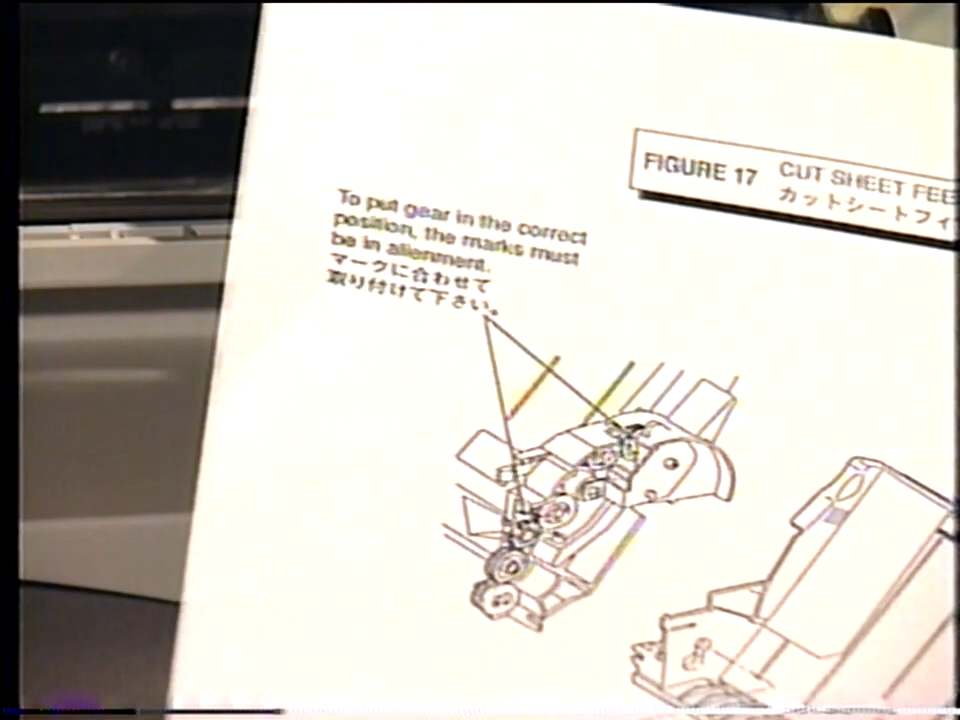 FIGURE 17 CUT SHEET FEE
カットシートフィ
To put gear in the correct
position, the marks must
be in alienment.
マークに合わせて
取り付けて下さい。